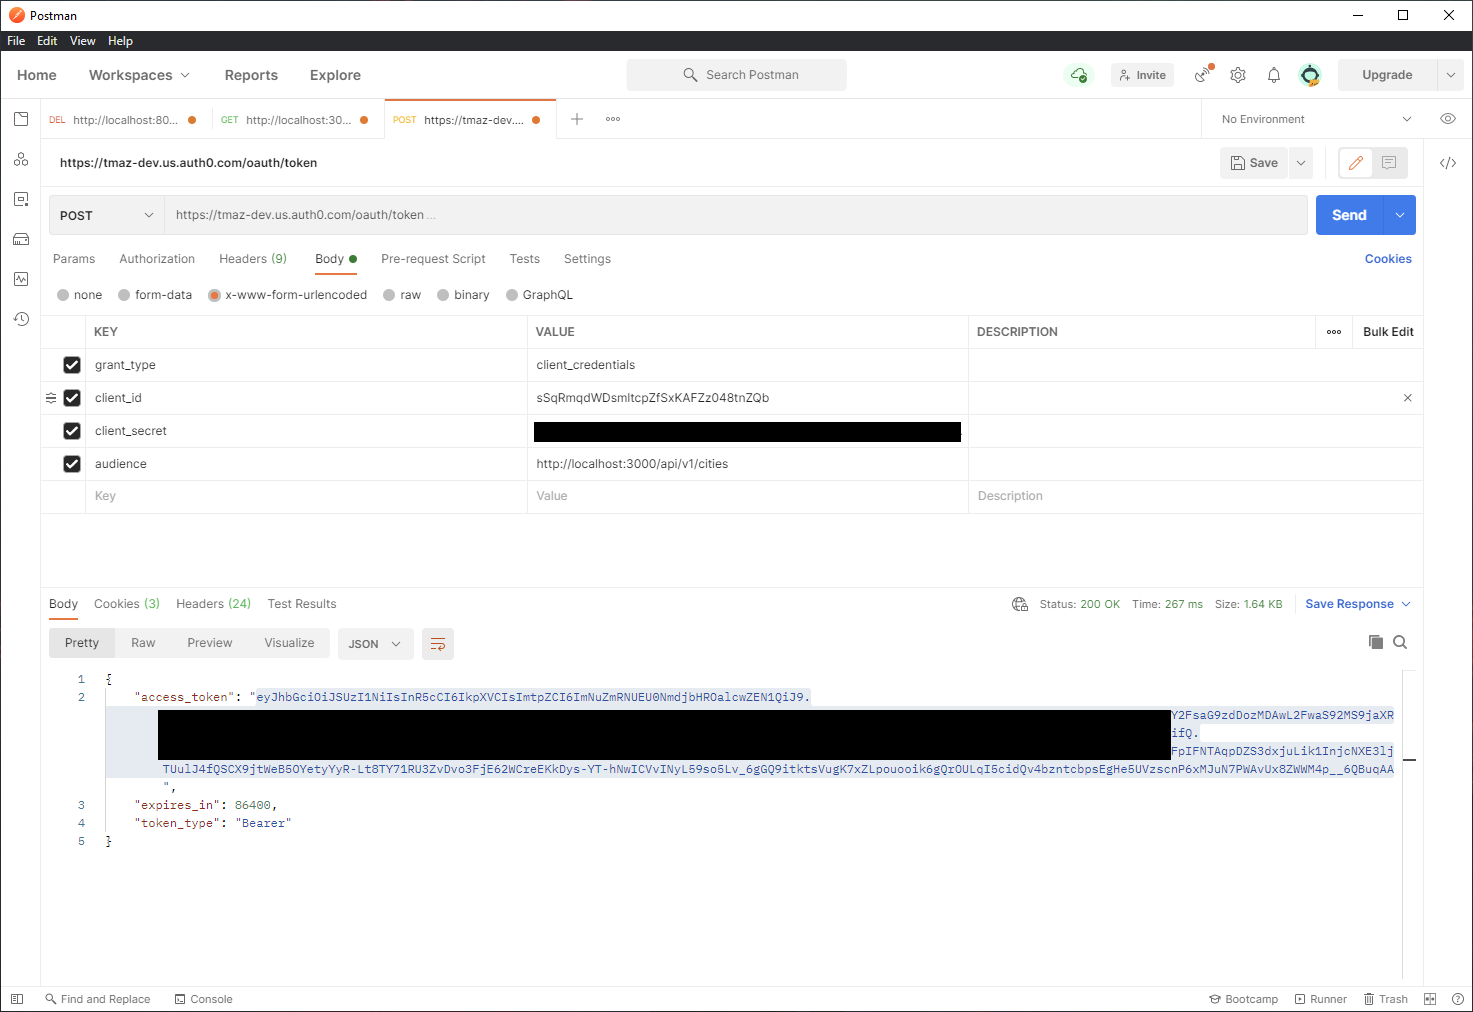 Postman
File Edit View Help
Home Workspaces Reports Explore Search Postman Invite Upgrade
DEL http://localhost:80... GET http://localhost:30... POST https://tmaz-dev.... No Environment
https://tmaz-dev.us.auth0.com/oauth/token Save
POST https://tmaz-dev.us.auth0.com/oauth/token ... Send
Params Authorization Headers (9) Body Pre-request Script Tests Settings Cookies
none form-data x-www-form-urlencoded raw binary GraphQL
KEY VALUE DESCRIPTION Bulk Edit
grant_type client_credentials
client_id sSqRmqdWDsmltcpZfSxKAFZz048tnZQb
client_secret
audience http://localhost:3000/api/v1/cities
Key Value Description
Body Cookies (3) Headers (24) Test Results Status: 200 OK Time: 267 ms Size: 1.64 KB Save Response
Pretty Raw Preview Visualize JSON
1 {
2 "access_token": "eyJhbGciOiJSUzI1NiIsInR5cCI6IkpXVCIsImtpZCI6ImNuZmRNUEU0NmdjbHROalcwZEN1QiJ9.
Y2FsaG9zdDozMDAwL2FwaS92MS9jaXR
ifQ.
FpIFNTAqpDZS3dxjuLik1InjcNXE3lj
TUulJ4fQSCX9jtWeB5OYetyYyR-Lt8TY71RU3ZvDvo3FjE62WCreEKkDys-YT-hNwICVvINyL59so5Lv_6gGQ9itktsVugK7xZLpouooik6gQrOULqI5cidQv4bzntcbpsEgHe5UVzscnP6xMJuN7PWAvUx8ZWWM4p__6QBuqAA
",
3 "expires_in": 86400,
4 "token_type": "Bearer"
5 }
Find and Replace Console Bootcamp Runner Trash